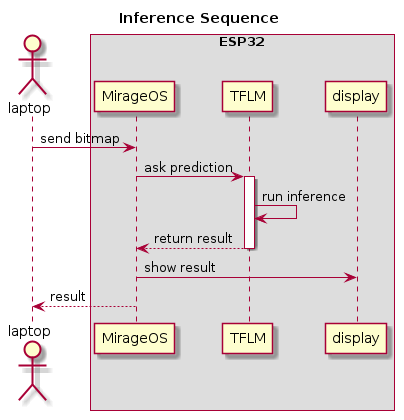 Inference Sequence
ESP32
laptop
MirageOS
TFLM
display
send bitmap
ask prediction
run inference
return result
show result
result
laptop
MirageOS
TFLM
display